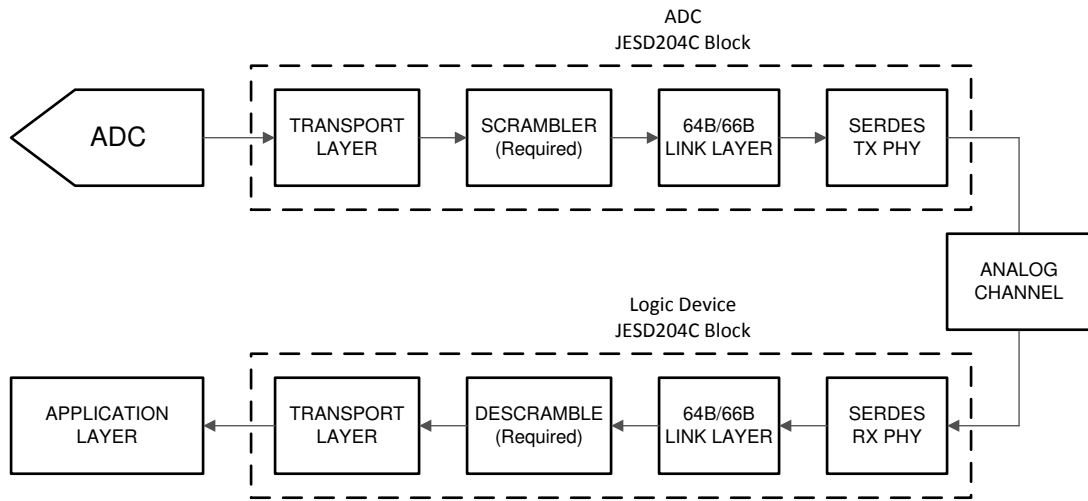 ADC
JESD204C Block
ADC
TRANSPORT
LAYER
SCRAMBLER
(Required)
64B/66B
LINK LAYER
SERDES
TX PHY
ANALOG
CHANNEL
Logic Device
JESD204C Block
APPLICATION
LAYER
TRANSPORT
LAYER
DESCRAMBLE
(Required)
64B/66B
LINK LAYER
SERDES
RX PHY